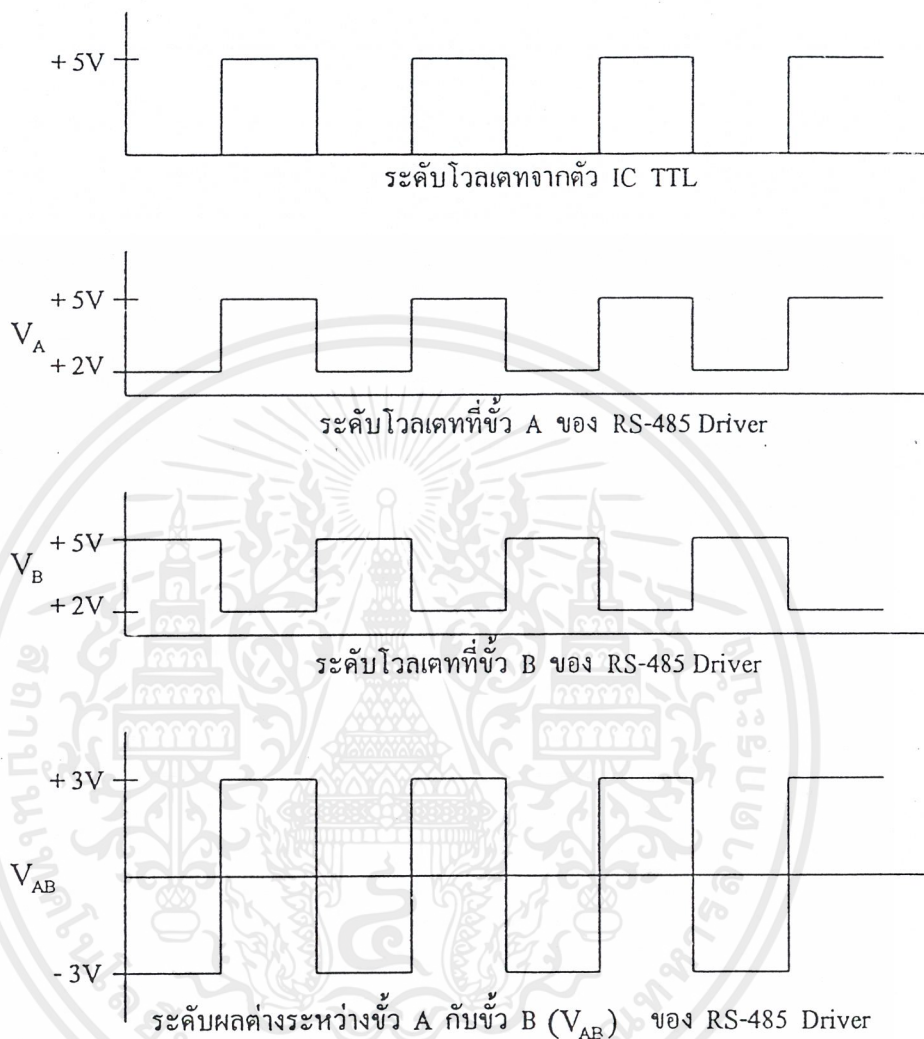 +5V
ระดับโวลเตทจากตัว IC TTL
+5V
V_A
+2V
ระดับโวลเตทที่ขั้ว A ของ RS-485 Driver
+5V
V_B
+2V
ระดับโวลเตทที่ขั้ว B ของ RS-485 Driver
+3V
V_AB
-3V
ระดับผลต่างระหว่างขั้ว A กับขั้ว B (V_AB) ของ RS-485 Driver